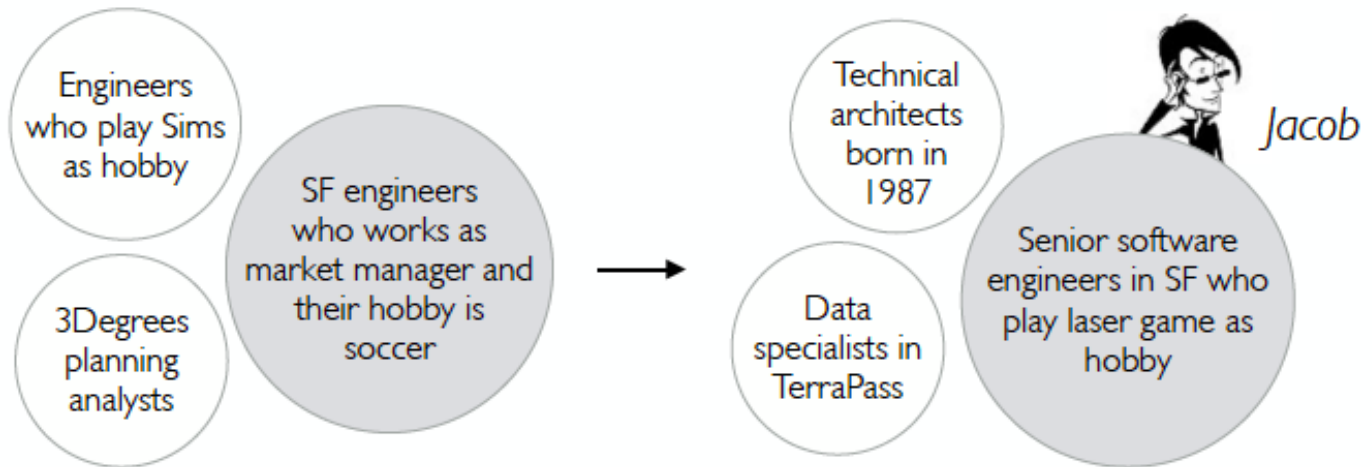 Engineers
who play Sims
as hobby
SF engineers
who works as
market manager and
their hobby is
soccer
3Degrees
planning
analysts
Technical
architects
born in
1987
Jacob
Senior software
engineers in SF who
play laser game as
hobby
Data
specialists in
TerraPass